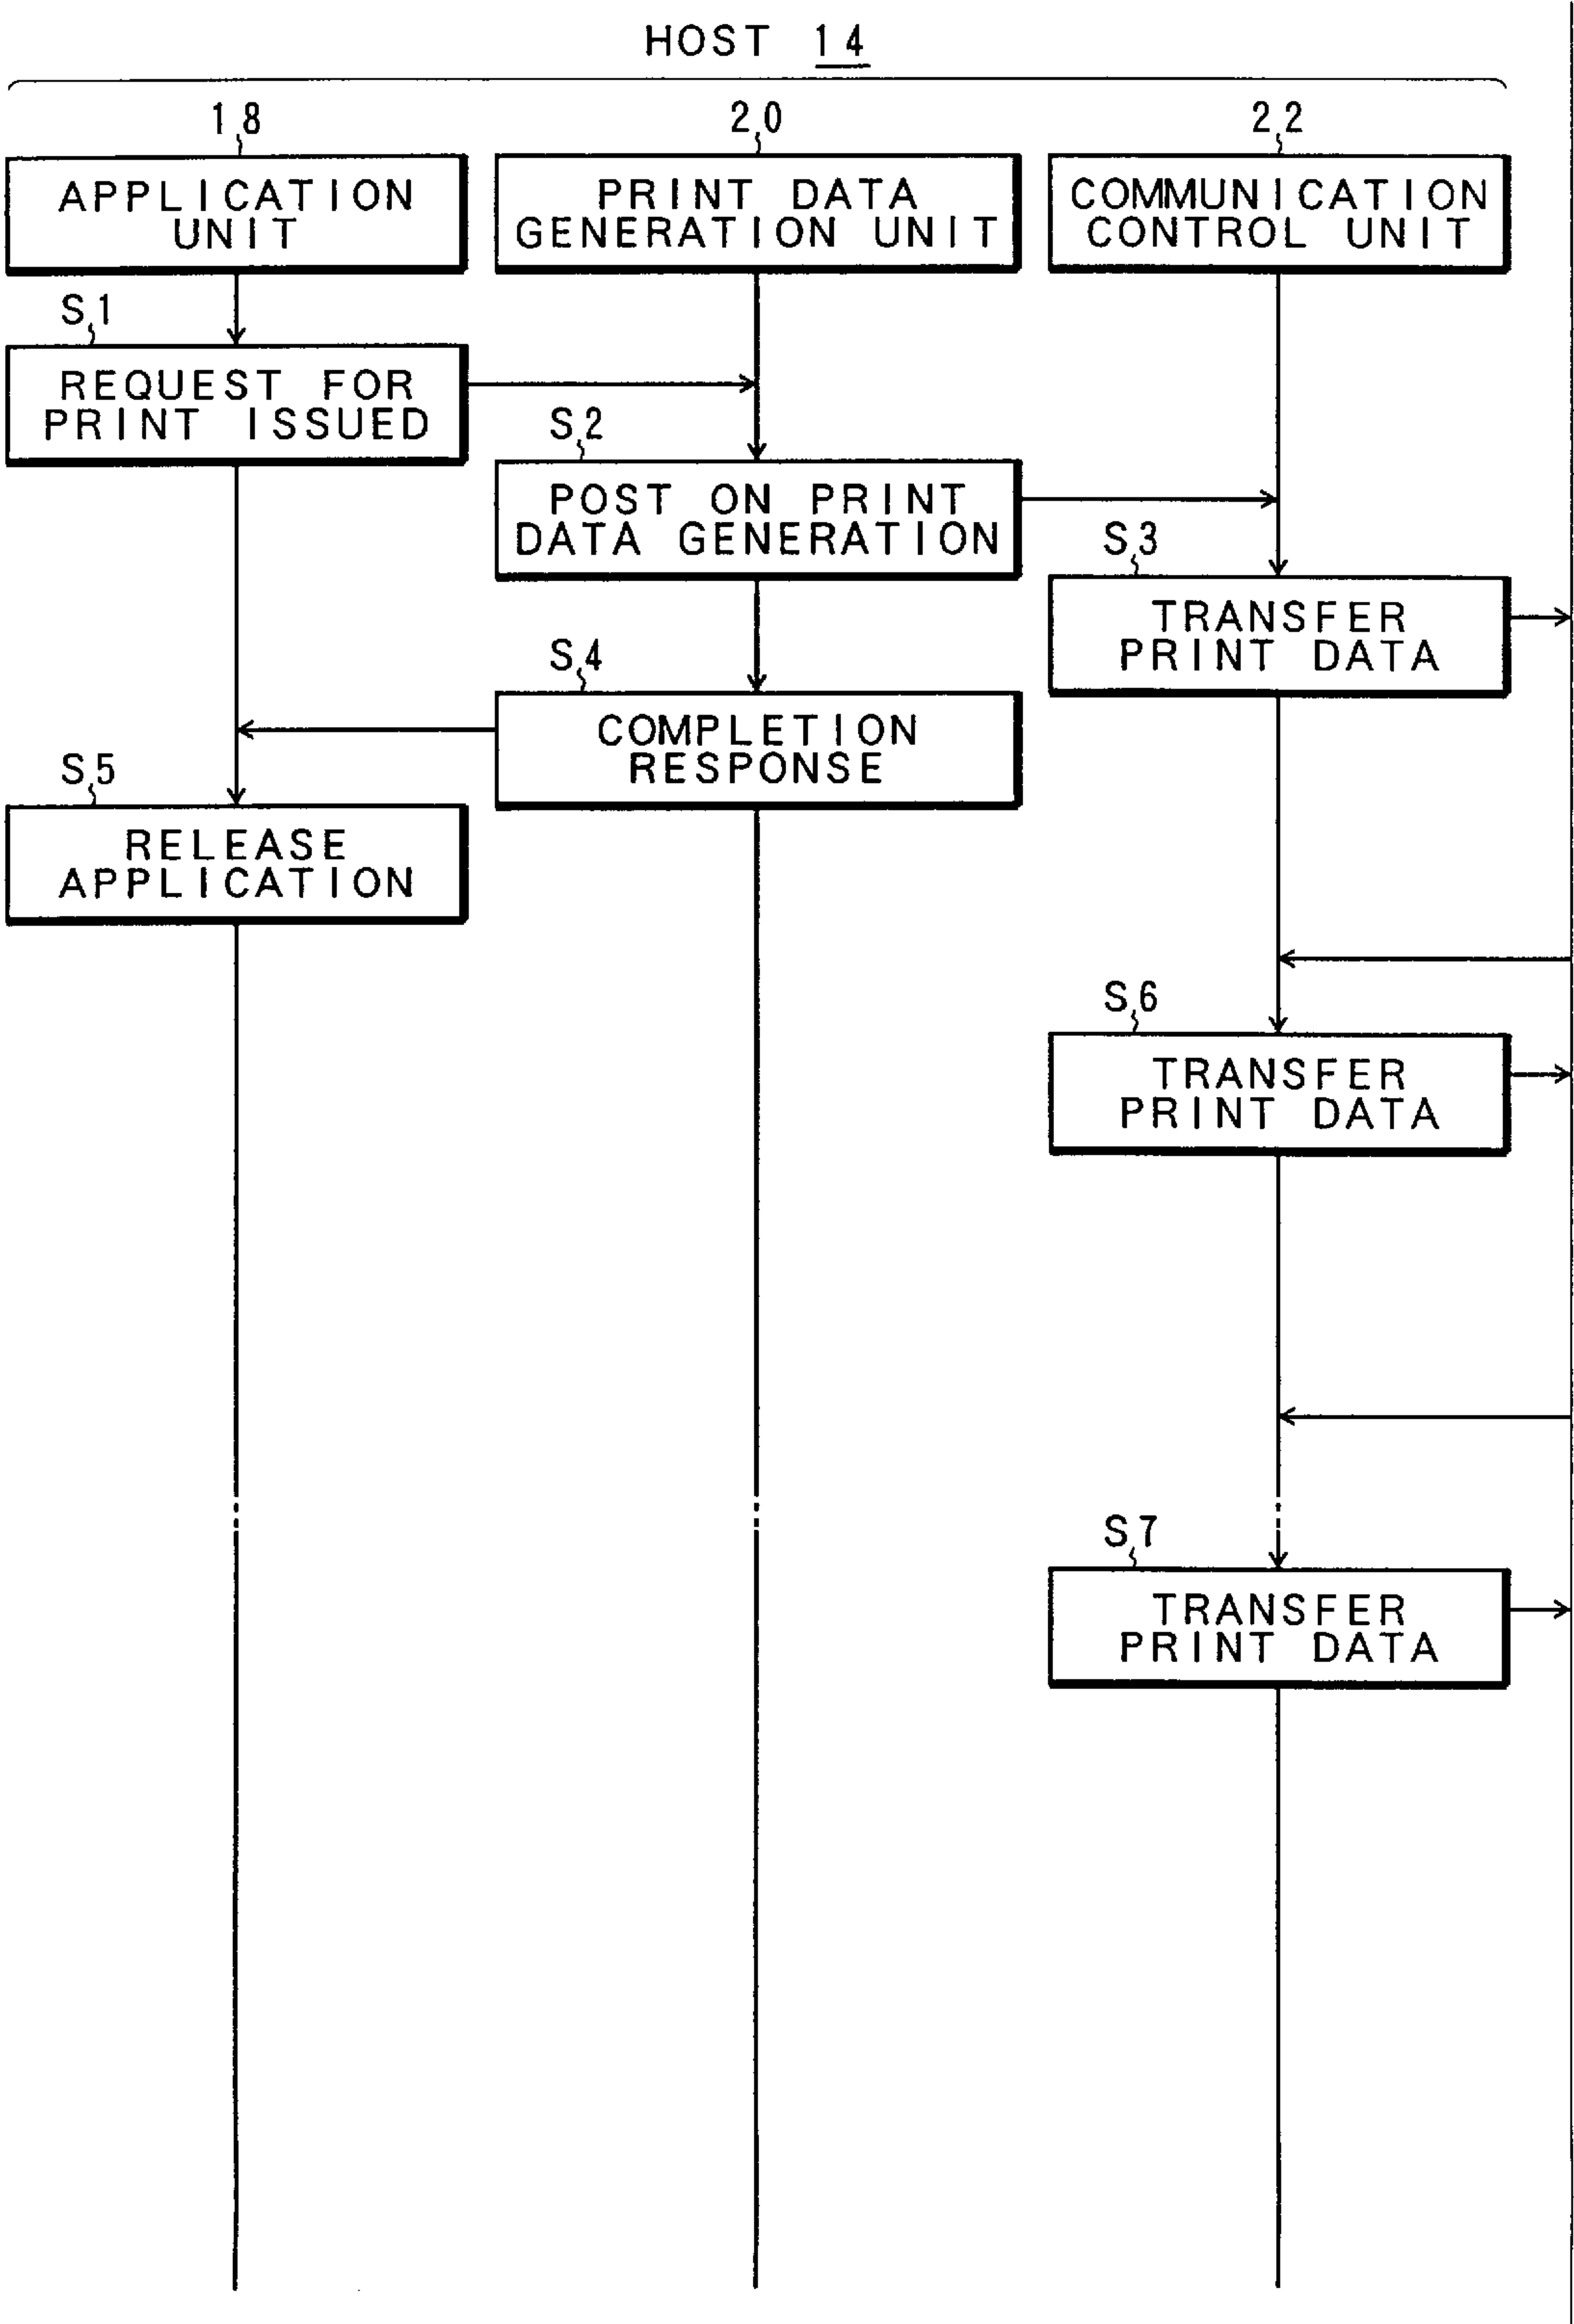 HOST 14
18
20
22
APPLICATION
UNIT
PRINT DATA
GENERATION UNIT
COMMUNICATION
CONTROL UNIT
S1
REQUEST FOR
PRINT ISSUED
S2
POST ON PRINT
DATA GENERATION
S3
TRANSFER
PRINT DATA
S4
COMPLETION
RESPONSE
S5
RELEASE
APPLICATION
S6
TRANSFER
PRINT DATA
S7
TRANSFER
PRINT DATA